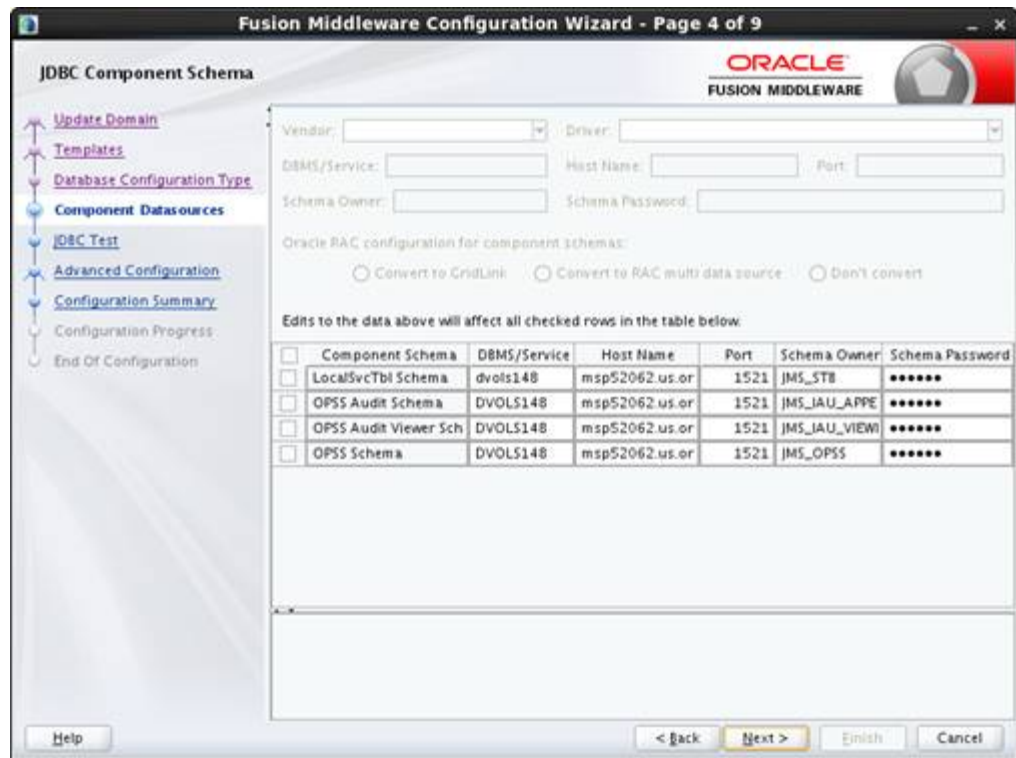 Fusion Middleware Configuration Wizard - Page 4 of 9
JDBC Component Schema
ORACLE
FUSION MIDDLEWARE
Update Domain
Templates
Database Configuration Type
Component Datasources
JDBC Test
Advanced Configuration
Configuration Summary
Configuration Progress
End Of Configuration
Vendor: Driver:
DBMS/Service: Host Name: Port:
Schema Owner: Schema Password:
Oracle RAC configuration for component schemas:
Convert to GridLink Convert to RAC multi data source Don't convert
Edits to the data above will affect all checked rows in the table below.
Component Schema DBMS/Service Host Name Port Schema Owner Schema Password
LocalSvcTbl Schema dvols148 msp52062.us.or 1521 JMS_STB ••••••
OPSS Audit Schema DVOLS148 msp52062.us.or 1521 JMS_IAU_APPE ••••••
OPSS Audit Viewer Sch DVOLS148 msp52062.us.or 1521 JMS_IAU_VIEWI ••••••
OPSS Schema DVOLS148 msp52062.us.or 1521 JMS_OPSS ••••••
Help < Back Next > Finish Cancel